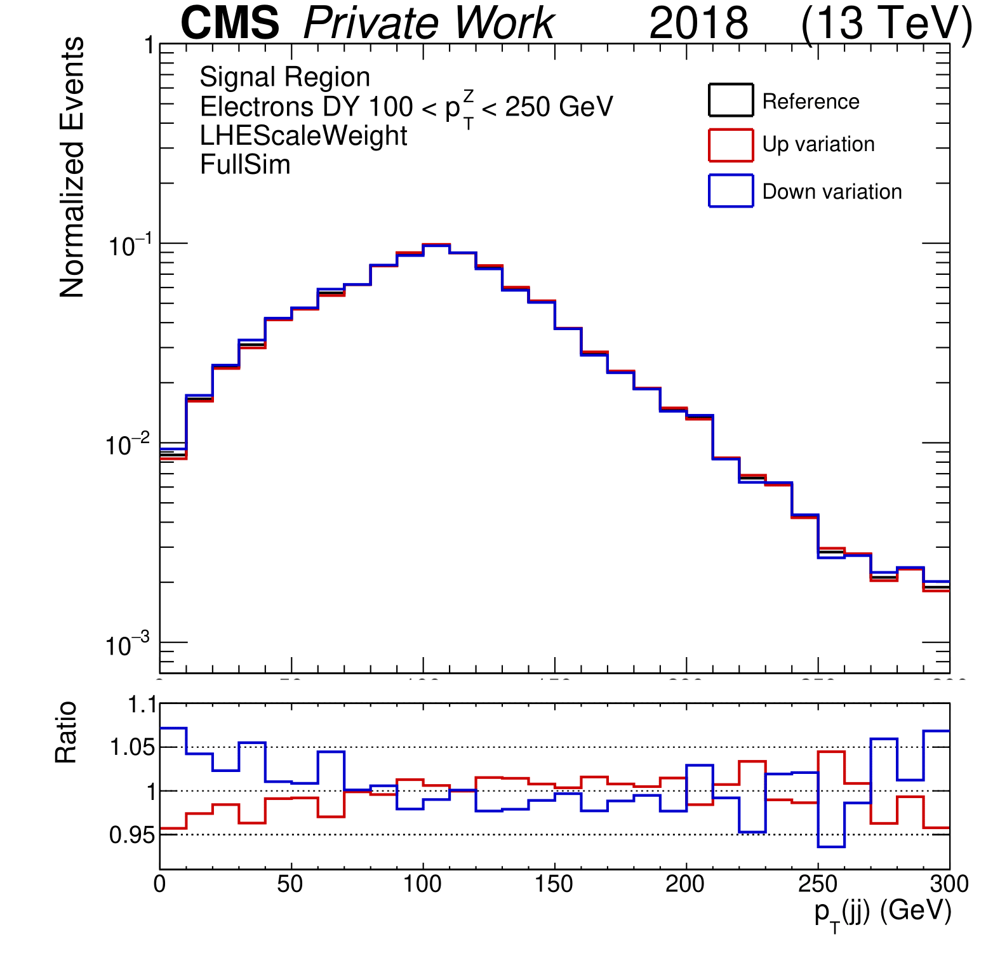 CMS Private Work 2018 (13 TeV)
Normalized Events
1
10−1
10−2
10−3
Signal Region
Electrons DY 100 < pTZ < 250 GeV
LHEScaleWeight
FullSim
Reference
Up variation
Down variation
Ratio
1.1
1.05
1
0.95
0 50 100 150 200 250 300
pT(jj) (GeV)